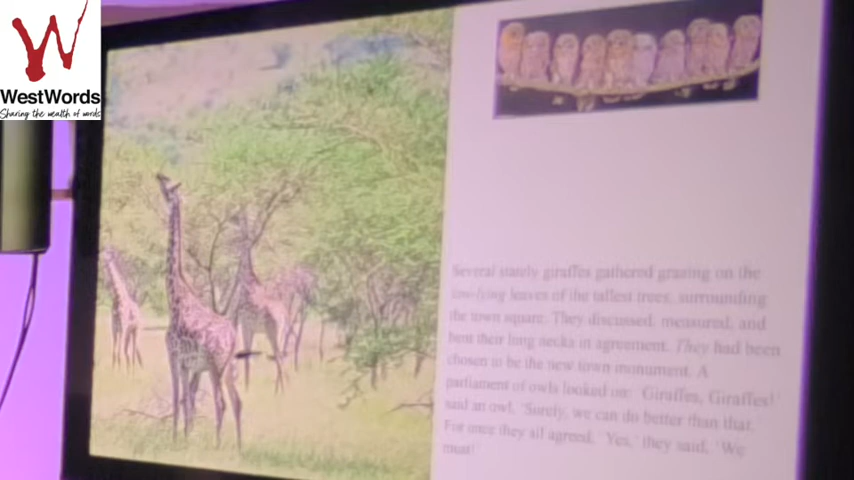 WestWords
Sharing the wealth of words
Several stately giraffes gathered grazing on the
low-lying leaves of the tallest trees, surrounding
the town square. They discussed, measured, and
bent their long necks in agreement. They had been
chosen to be the new town monument. A
parliament of owls looked on: 'Giraffes, Giraffes!'
said an owl. 'Surely, we can do better than that.'
For once they all agreed. 'Yes,' they said, 'We
must!'